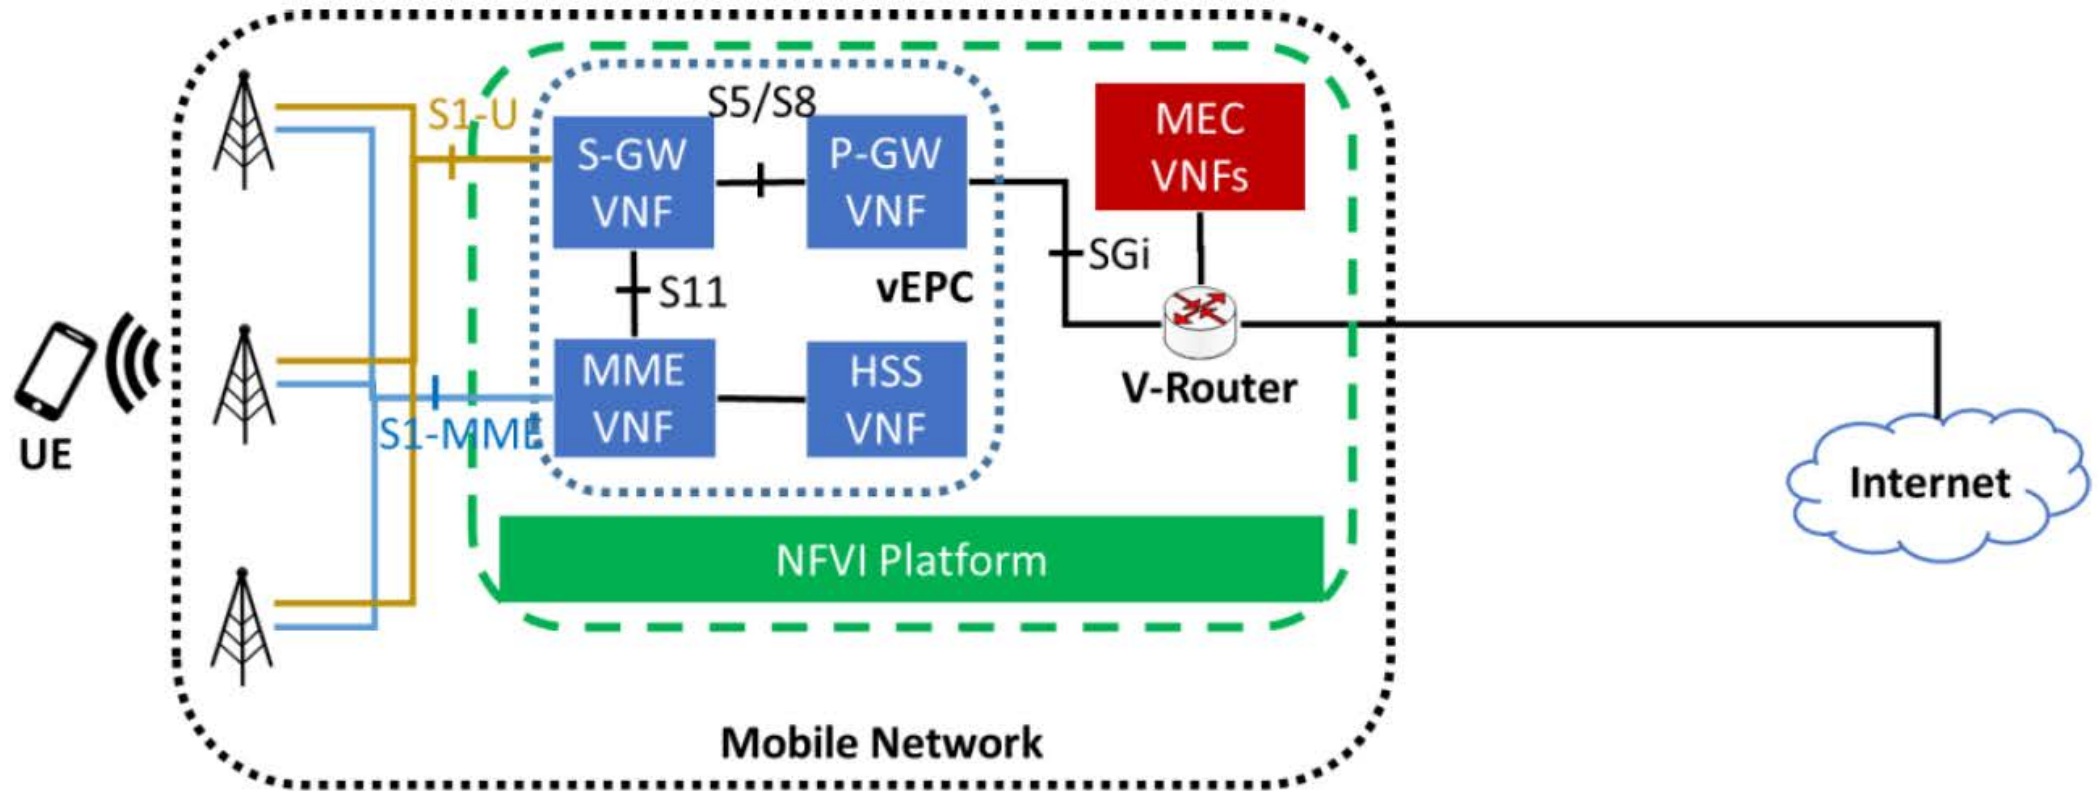 S1-U
S5/S8
S-GW
VNF
P-GW
VNF
MEC
VNFs
S11
vEPC
SGi
UE
S1-MME
MME
VNF
HSS
VNF
V-Router
Internet
NFVI Platform
Mobile Network